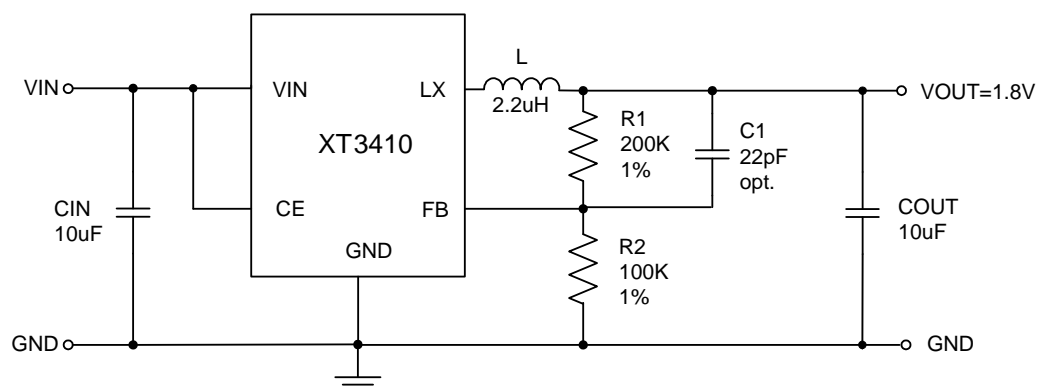 L
VIN
VIN
LX
2.2uH
VOUT=1.8V
R1
200K
1%
C1
22pF
opt.
XT3410
CIN
10uF
CE
FB
COUT
10uF
GND
R2
100K
1%
GND
GND